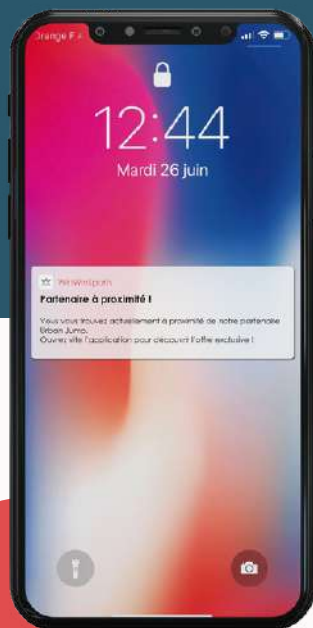 Orange F
12:44
Mardi 26 juin
Partenaire à proximité !
Vous vous trouvez actuellement à proximité de notre partenaire
Urban Jump.
Ouvrez vite l'application pour découvrir l'offre exclusive !